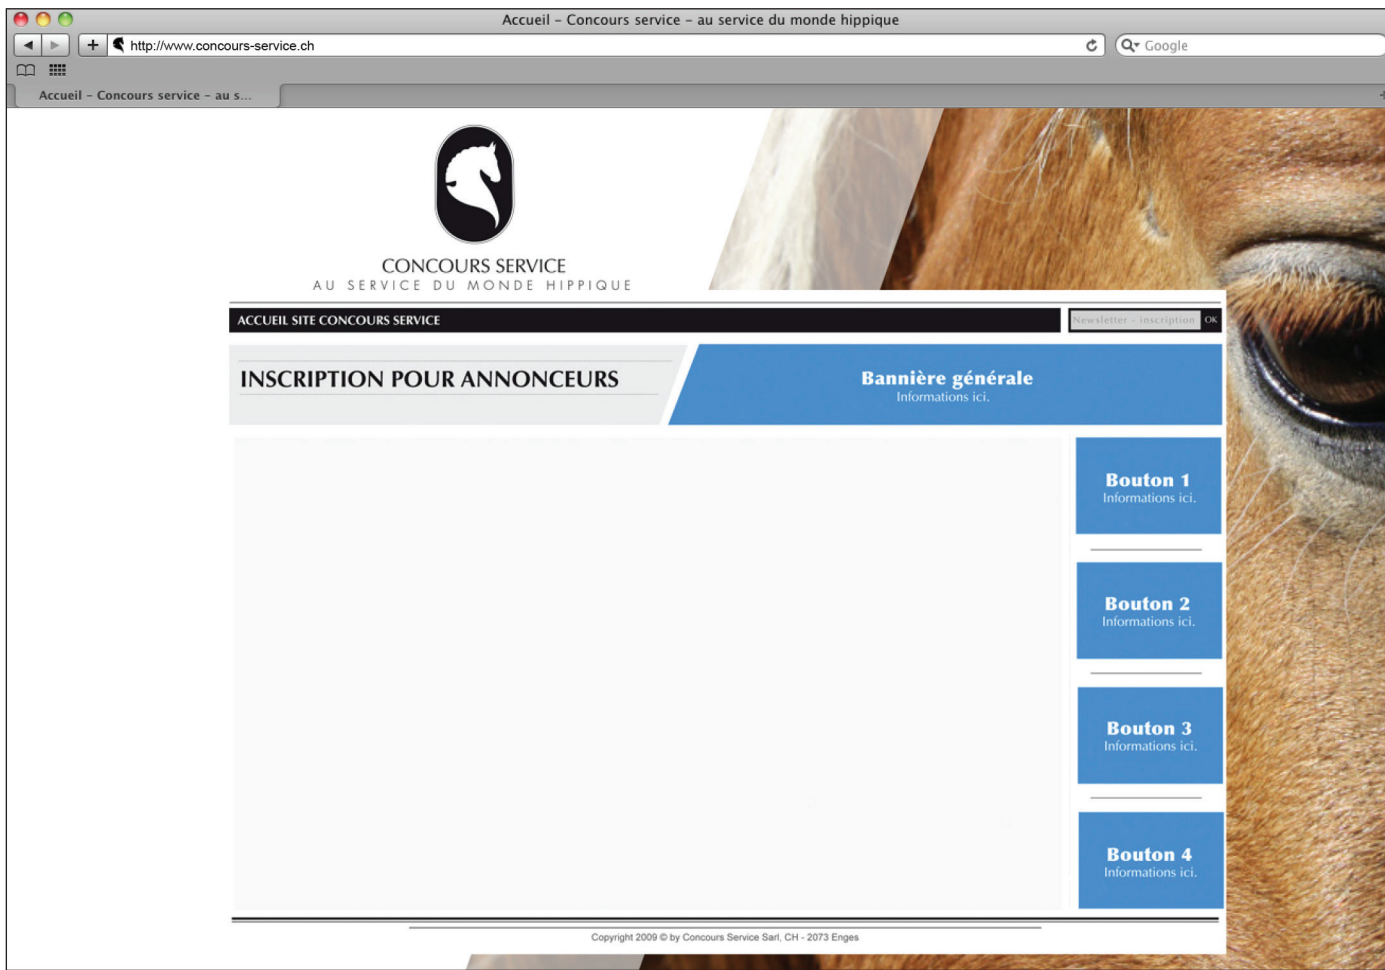 Accueil – Concours service – au service du monde hippique
http://www.concours-service.ch
Google
Accueil – Concours service – au s...
CONCOURS SERVICE
AU SERVICE DU MONDE HIPPIQUE
ACCUEIL SITE CONCOURS SERVICE
Newsletter - inscription OK
INSCRIPTION POUR ANNONCEURS
Bannière générale
Informations ici.
Bouton 1
Informations ici.
Bouton 2
Informations ici.
Bouton 3
Informations ici.
Bouton 4
Informations ici.
Copyright 2009 © by Concours Service Sarl, CH - 2073 Enges